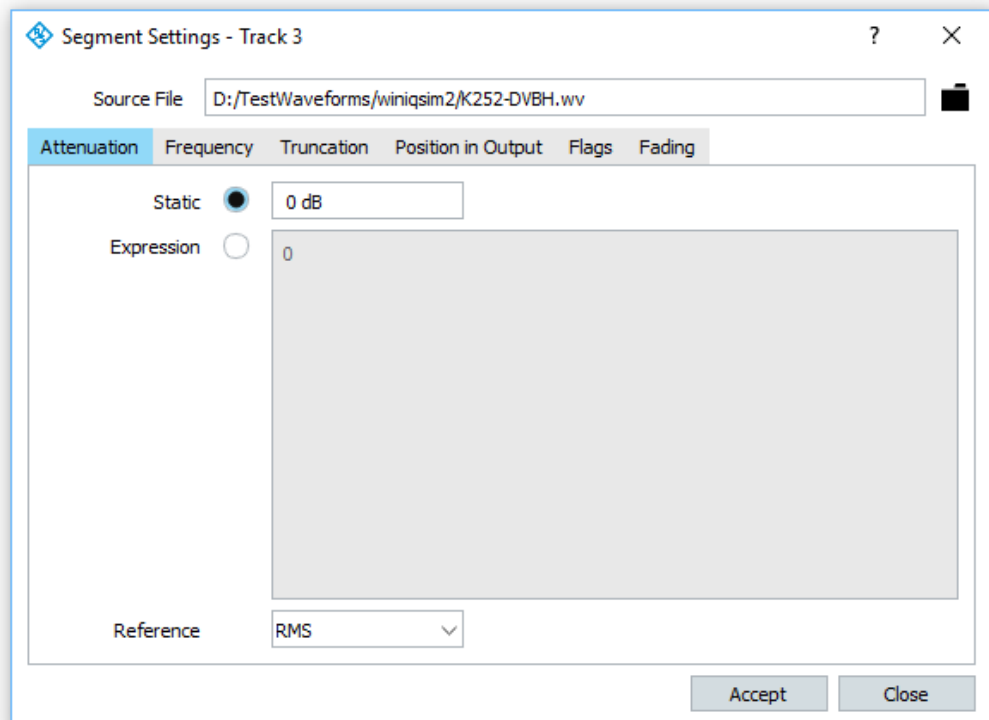 Segment Settings - Track 3 ?
Source File D:/TestWaveforms/winiqsim2/K252-DVBH.wv
Attenuation Frequency Truncation Position in Output Flags Fading
Static 0 dB
Expression 0
Reference RMS
Accept Close